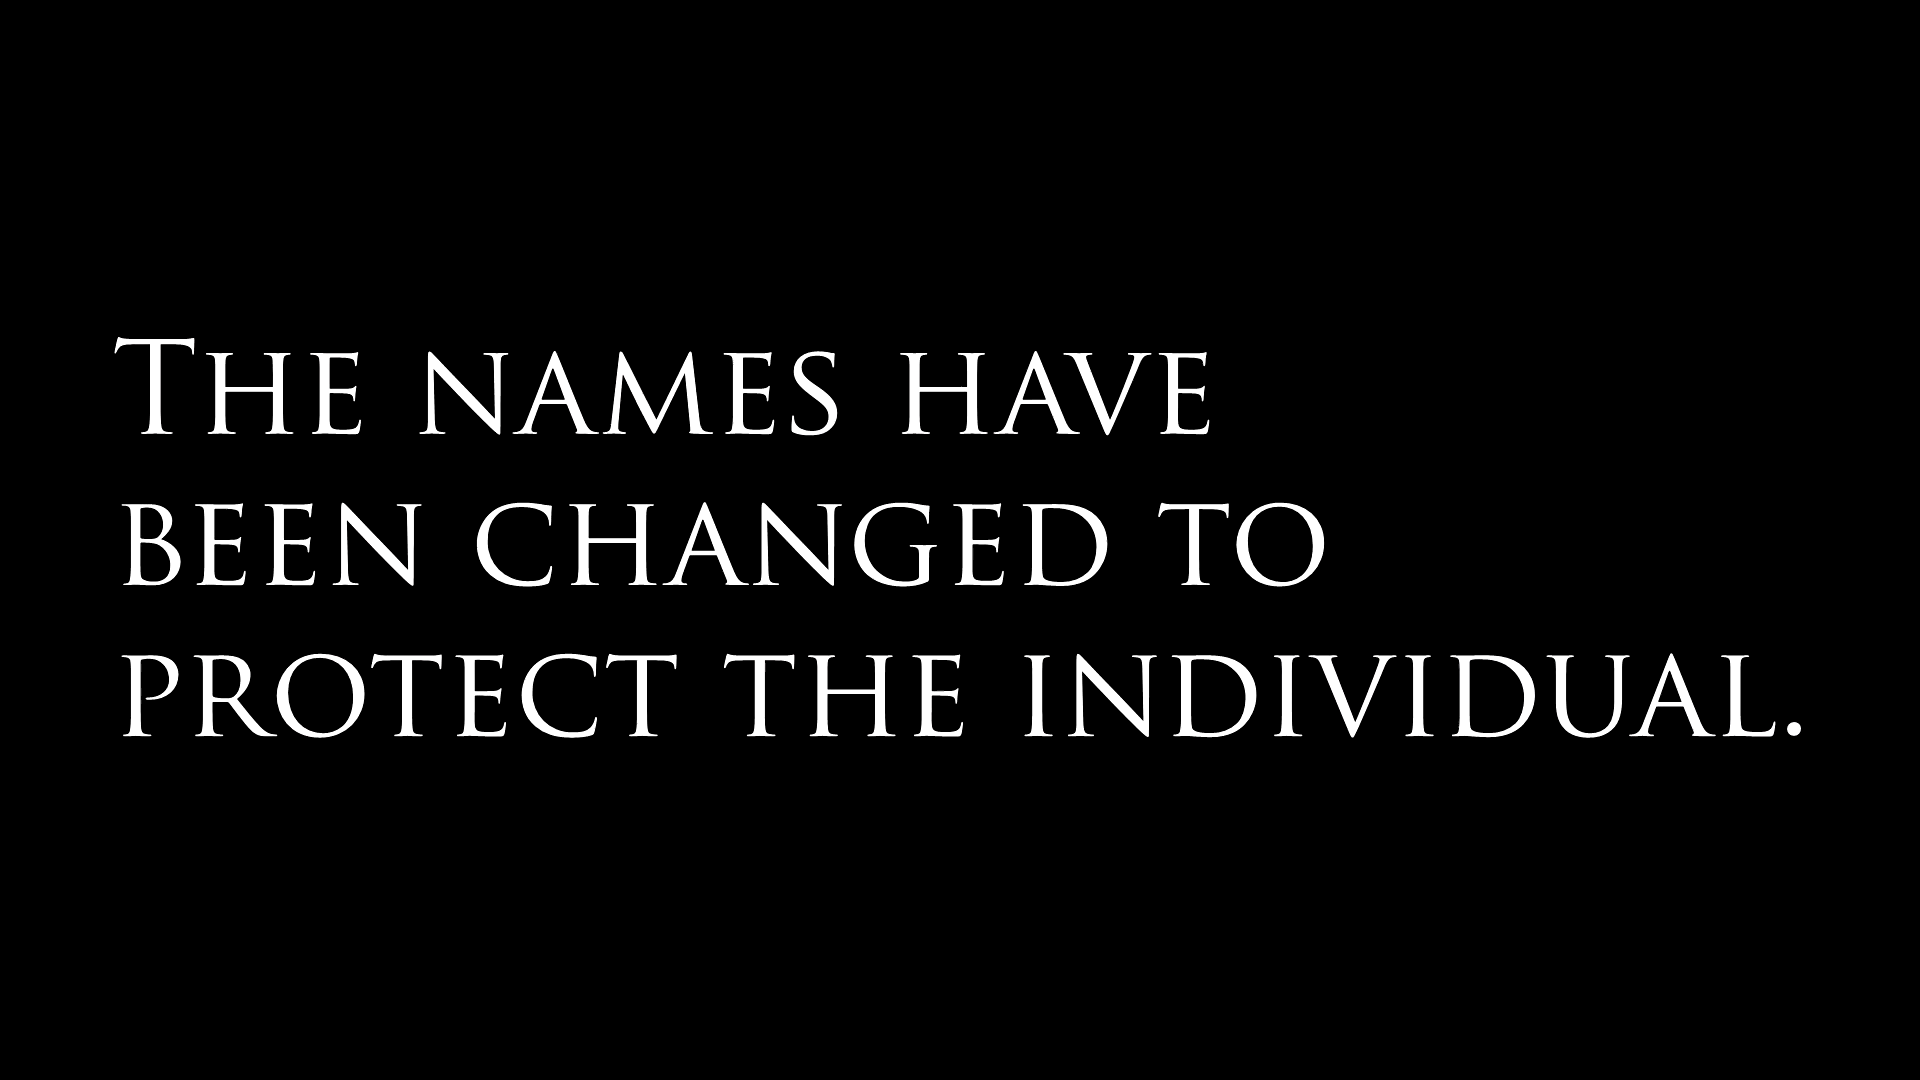 The names have
been changed to
protect the individual.